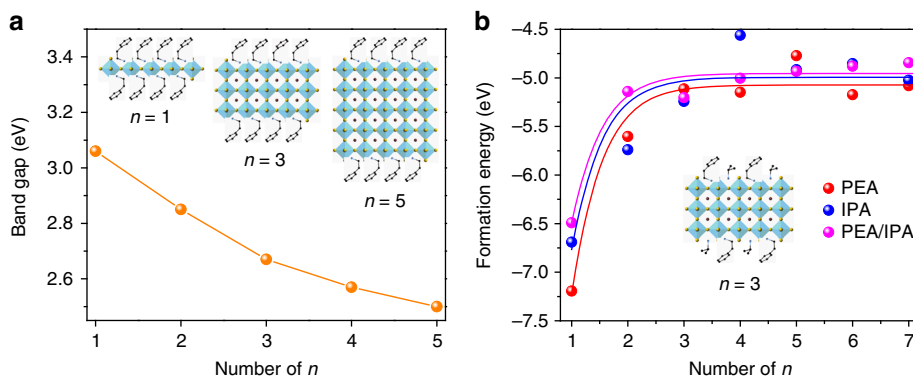 a
3.4
3.2
3.0
2.8
2.6
Band gap (eV)
n = 1
n = 3
n = 5
1 2 3 4 5
Number of n
b
–4.5
–5.0
–5.5
–6.0
–6.5
–7.0
–7.5
Formation energy (eV)
PEA
IPA
PEA/IPA
n = 3
1 2 3 4 5 6 7
Number of n